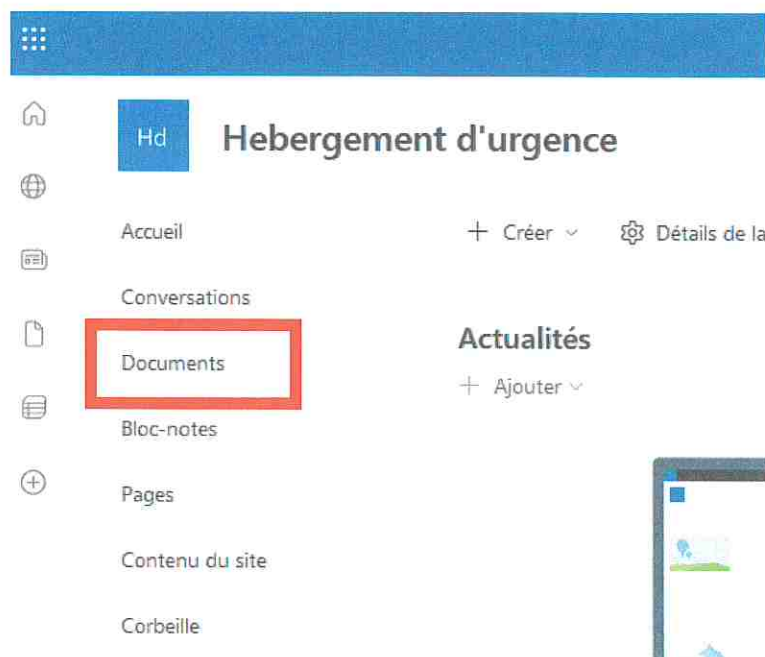 Hd
Hebergement d'urgence
Accueil
+ Créer
Détails de la
Conversations
Actualités
Documents
+ Ajouter
Bloc-notes
Pages
Contenu du site
Corbeille